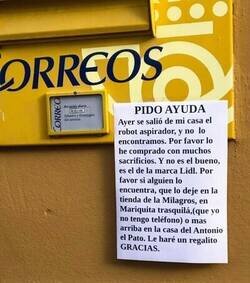 CORREOS
CORREO
PIDO AYUDA
Ayer se salió de mi casa el
robot aspirador, y no lo
encontramos. Por favor lo
he comprado con muchos
sacrificios. Y no es el bueno,
es el de la marca Lidl. Por
favor si alguien lo
encuentra, que lo deje en la
tienda de la Milagros, en
Mariquita trasquilá,(que yo
no tengo teléfono) o mas
arriba en la casa del Antonio
el Pato. Le haré un regalito
GRACIAS.